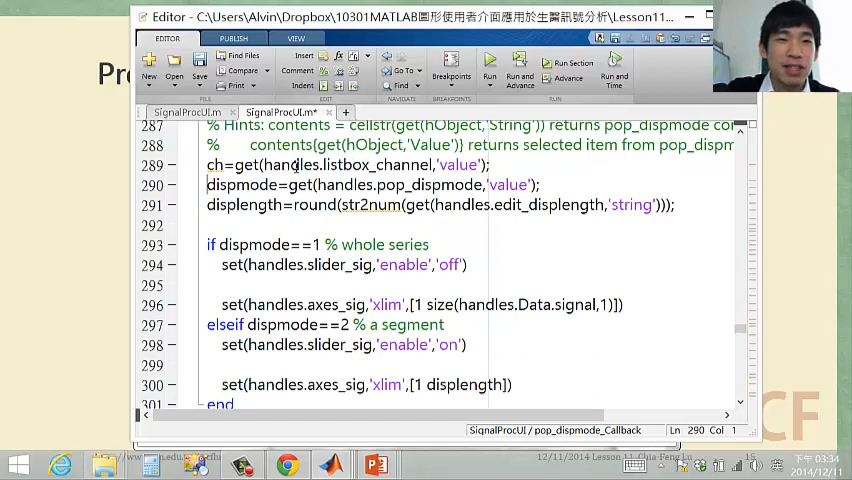 Editor - C:\Users\Alvin\Dropbox\10301MATLAB圖形使用者介面應用於生醫訊號分析\Lesson11
EDITOR
PUBLISH
VIEW
New
Open
Save
Find Files
Compare
Print
FILE
Insert
Comment
Indent
EDIT
Go To
Find
NAVIGATE
Breakpoints
BREAKPOINTS
Run
Run and
Advance
Run Section
Advance
Run and
Time
RUN
SignalProcUI.m
SignalProcUI.m*
287 % Hints: contents = cellstr(get(hObject,'String')) returns pop_dispmode con
288 % contents{get(hObject,'Value')} returns selected item from pop_dispm
289 ch=get(handles.listbox_channel,'value');
290 dispmode=get(handles.pop_dispmode,'value');
291 displength=round(str2num(get(handles.edit_displength,'string')));
292
293 if dispmode==1 % whole series
294 set(handles.slider_sig,'enable','off')
295
296 set(handles.axes_sig,'xlim',[1 size(handles.Data.signal,1)])
297 elseif dispmode==2 % a segment
298 set(handles.slider_sig,'enable','on')
299
300 set(handles.axes_sig,'xlim',[1 displength])
301 end
SignalProcUI / pop_dispmode_Callback
Ln 290 Col 1
CF
12/11/2014 Lesson 11, Chia-Feng Lu
15
英
下午 03:34
2014/12/11